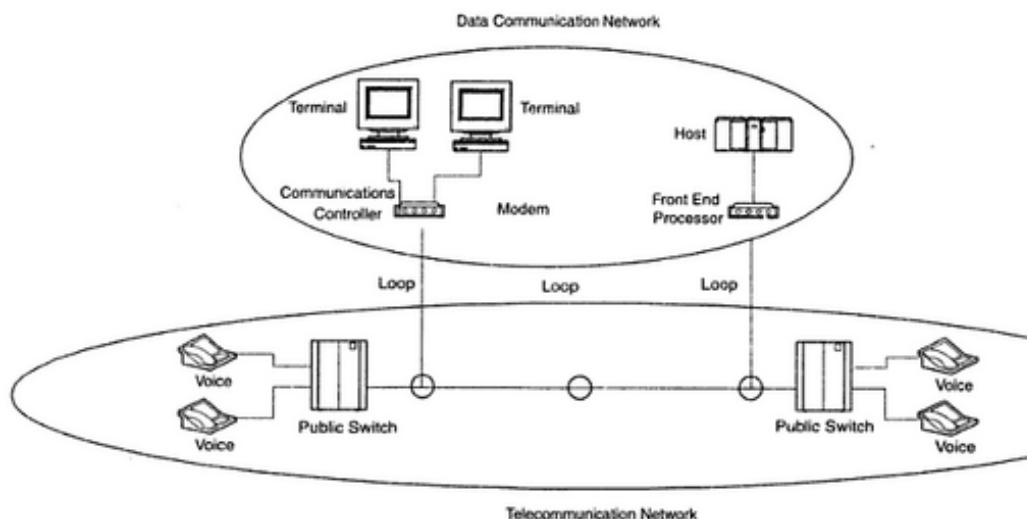 Data Communication Network
Terminal
Terminal
Host
Communications
Controller
Modem
Front End
Processor
Loop
Loop
Loop
Voice
Public Switch
Voice
Voice
Public Switch
Voice
Telecommunication Network